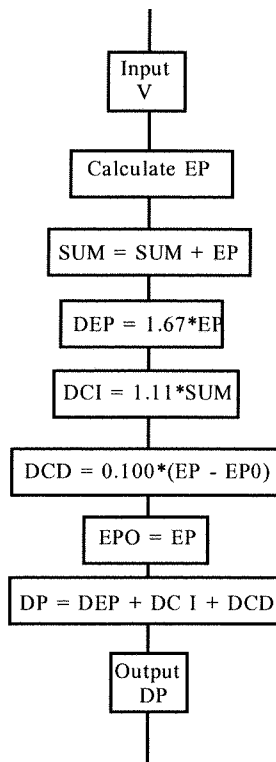 Input
V
Calculate EP
SUM = SUM + EP
DEP = 1.67*EP
DCI = 1.11*SUM
DCD = 0.100*(EP - EP0)
EPO = EP
DP = DEP + DC I + DCD
Output
DP